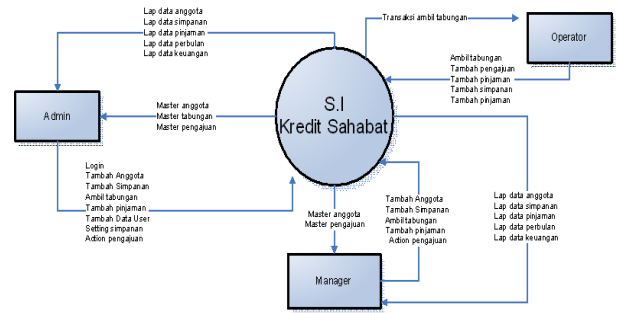 Lap data anggota
Lap data simpanan
Lap data pinjaman
Lap data perbulan
Lap data keuangan
Transaksi ambil tabungan
Operator
Ambil tabungan
Tambah pengajuan
Tambah pinjaman
Tambah simpanan
Tambah pinjaman
S.I
Kredit Sahabat
Admin
Master anggota
Master tabungan
Master pengajuan
Login
Tambah Anggota
Tambah Simpanan
Ambil tabungan
Tambah pinjaman
Tambah Data User
Setting simpanan
Action pengajuan
Master anggota
Master pengajuan
Tambah Anggota
Tambah Simpanan
Ambil tabungan
Tambah pinjaman
Action pengajuan
Lap data anggota
Lap data simpanan
Lap data pinjaman
Lap data perbulan
Lap data keuangan
Manager